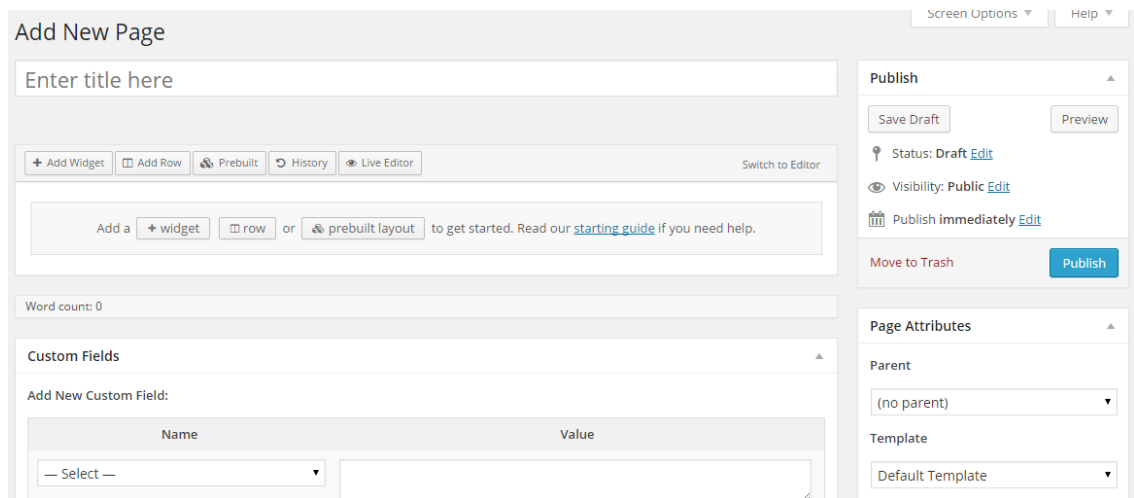 Screen Options Help
Add New Page
Enter title here
Add Widget Add Row Prebuilt History Live Editor Switch to Editor
Add a widget row or prebuilt layout to get started. Read our starting guide if you need help.
Word count: 0
Custom Fields
Add New Custom Field:
Name Value
— Select —
Publish
Save Draft Preview
Status: Draft Edit
Visibility: Public Edit
Publish immediately Edit
Move to Trash Publish
Page Attributes
Parent
(no parent)
Template
Default Template